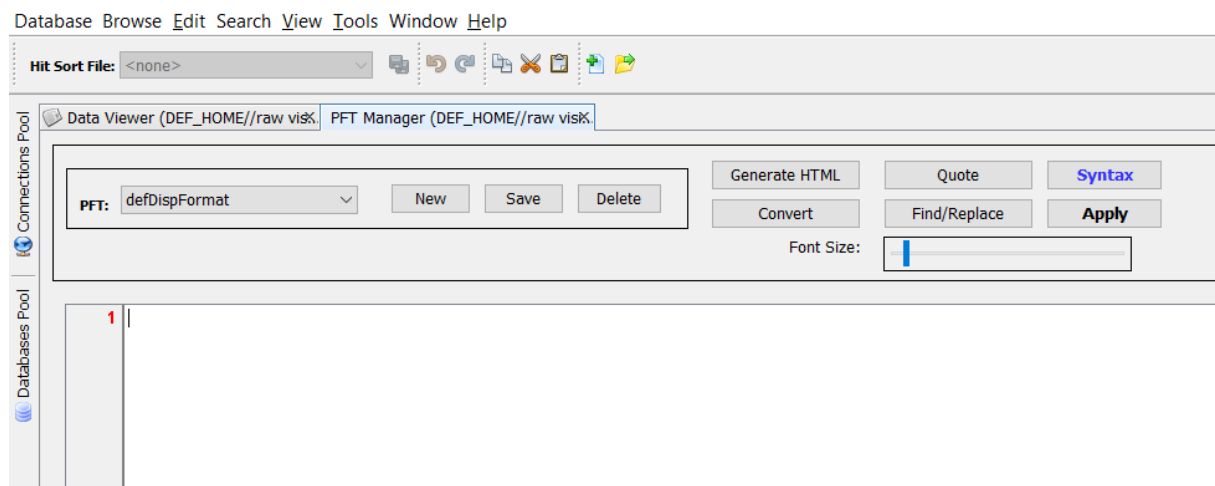 Database Browse Edit Search View Tools Window Help
Hit Sort File: <none>
Connections Pool
Databases Pool
Data Viewer (DEF_HOME//raw vis
PFT Manager (DEF_HOME//raw vis
PFT: defDispFormat New Save Delete
Generate HTML Quote Syntax
Convert Find/Replace Apply
Font Size:
1